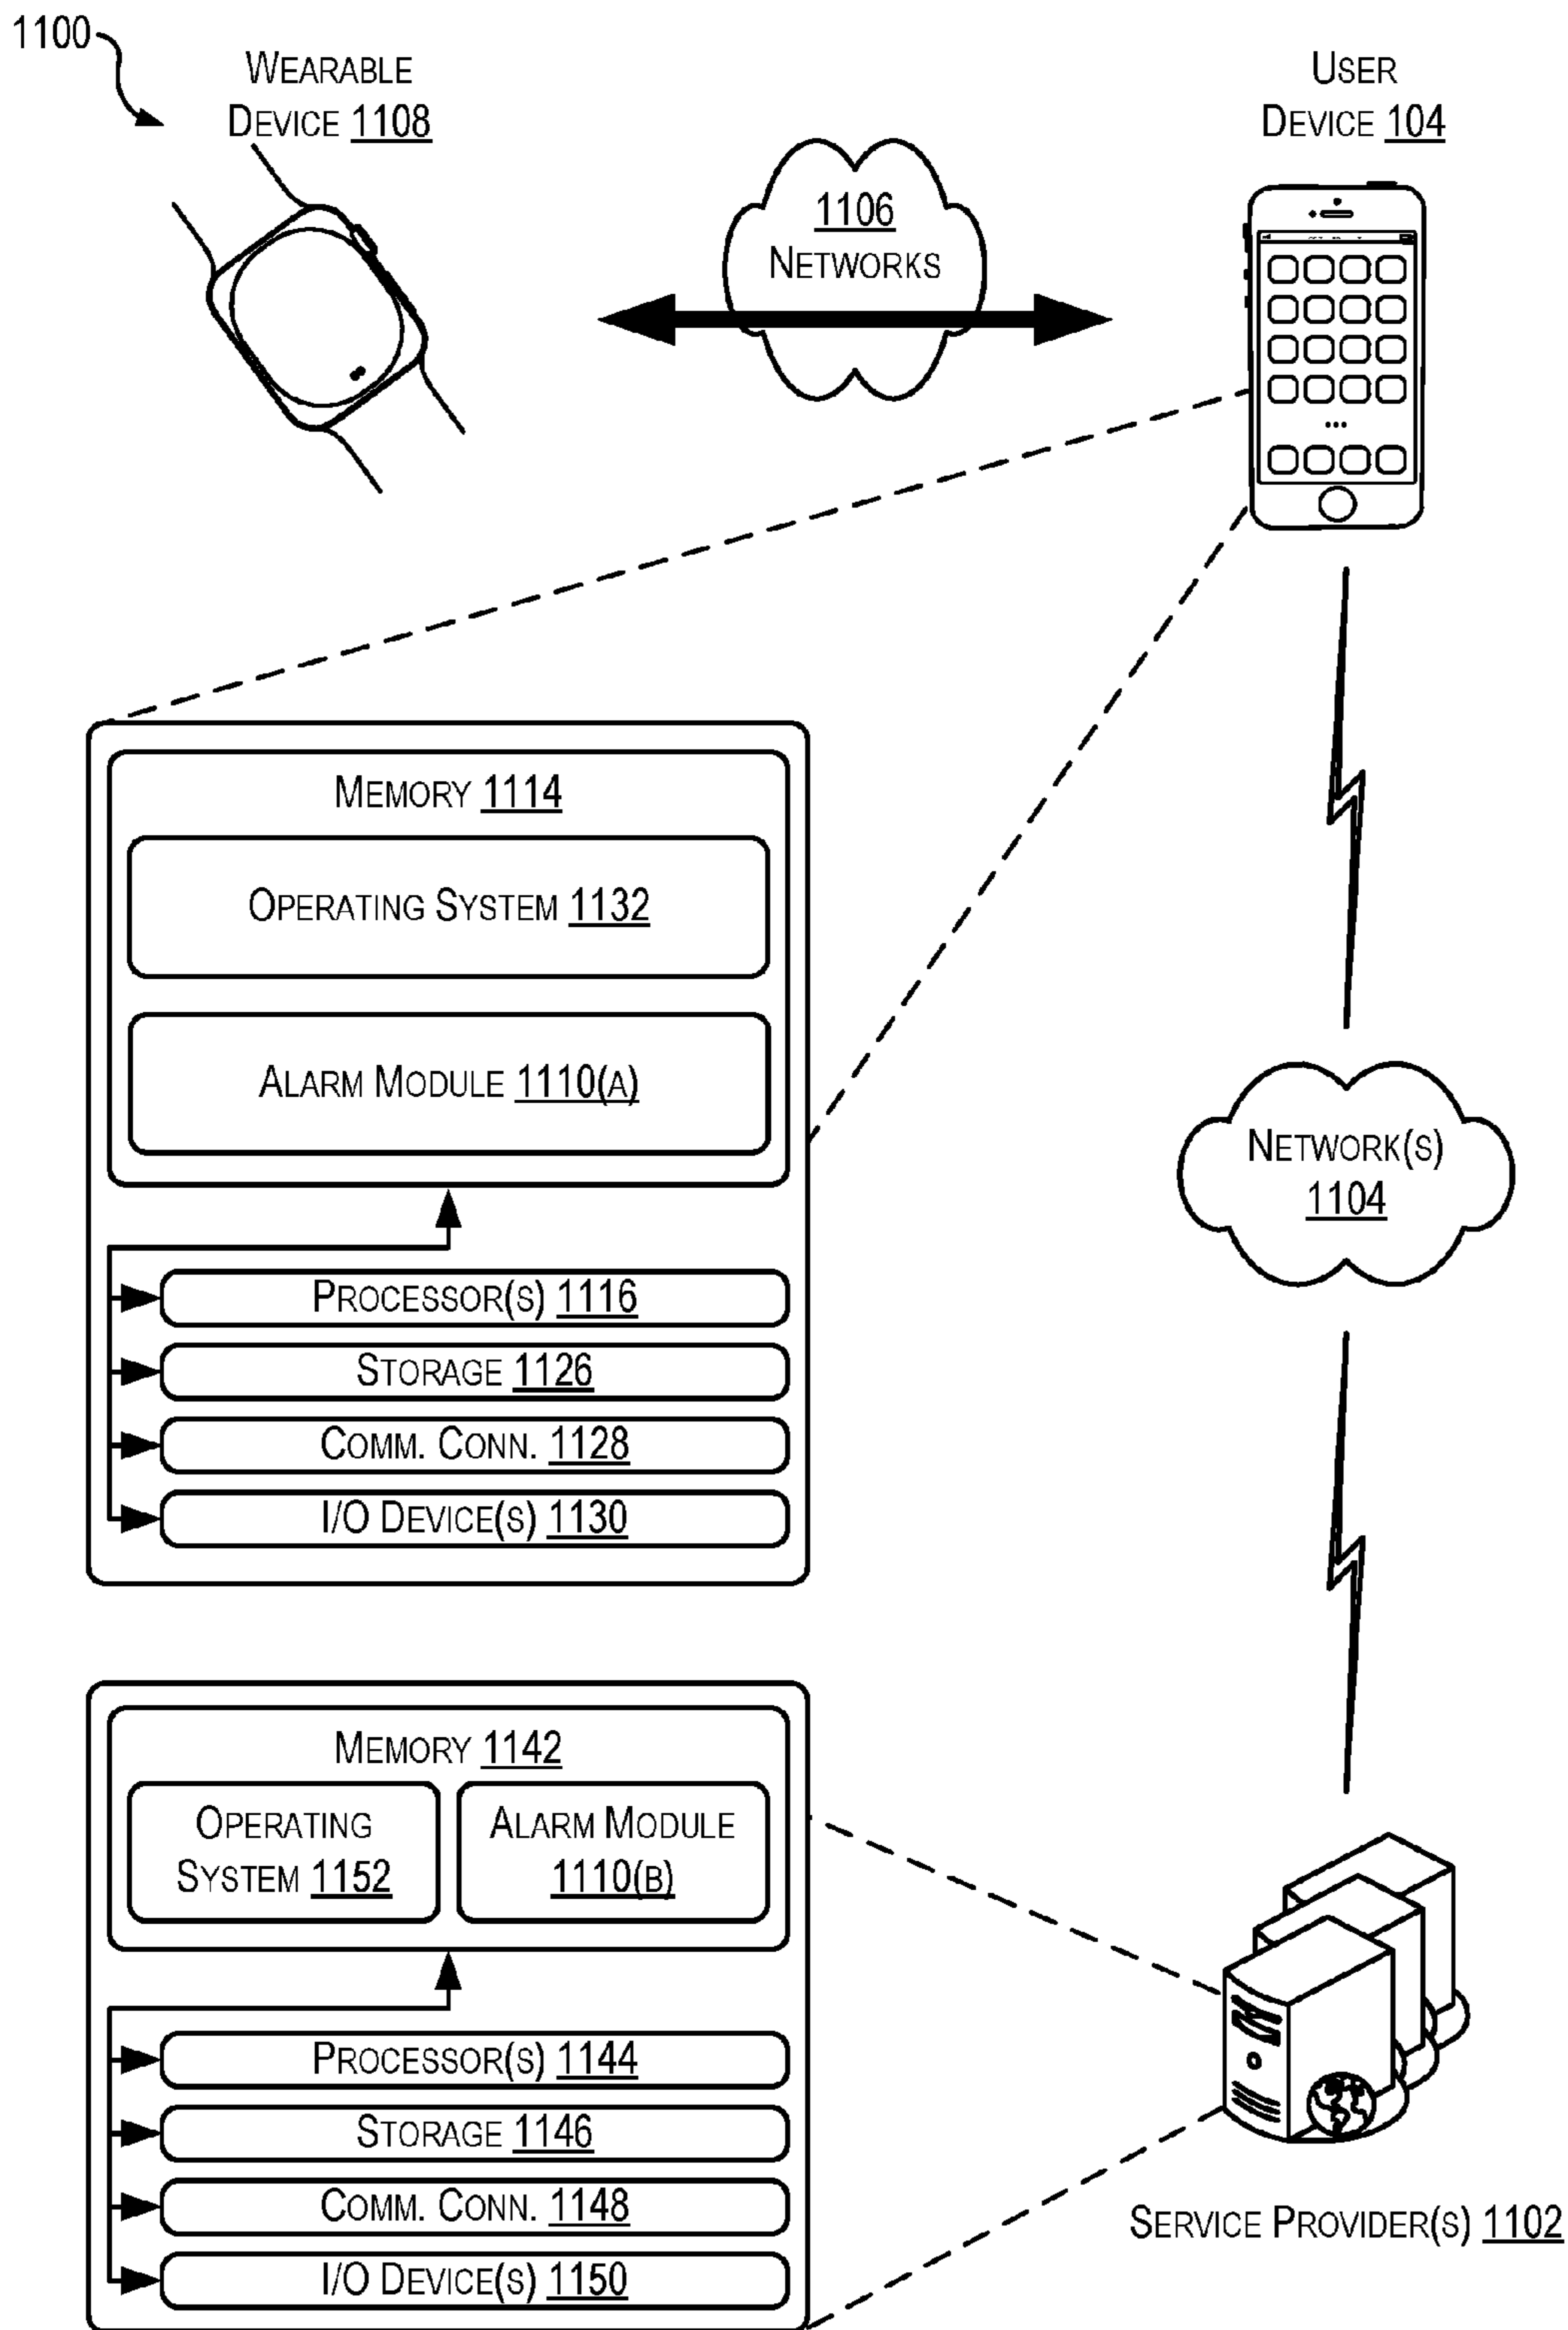 1100
WEARABLE
DEVICE 1108
USER
DEVICE 104
1106
NETWORKS
MEMORY 1114
OPERATING SYSTEM 1132
ALARM MODULE 1110(A)
PROCESSOR(S) 1116
STORAGE 1126
COMM. CONN. 1128
I/O DEVICE(S) 1130
NETWORK(S)
1104
MEMORY 1142
OPERATING
SYSTEM 1152
ALARM MODULE
1110(B)
PROCESSOR(S) 1144
STORAGE 1146
COMM. CONN. 1148
I/O DEVICE(S) 1150
SERVICE PROVIDER(S) 1102